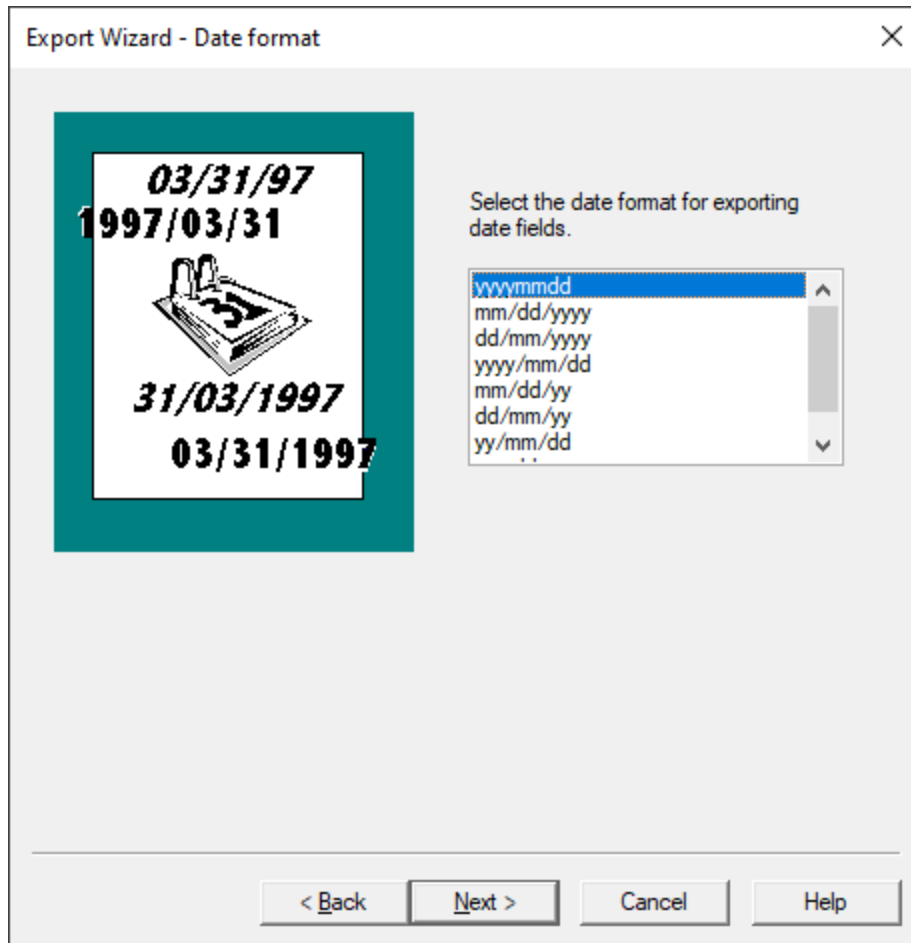 Export Wizard - Date format
03/31/97
1997/03/31
31
31/03/1997
03/31/1997
Select the date format for exporting
date fields.
yyyymmdd
mm/dd/yyyy
dd/mm/yyyy
yyyy/mm/dd
mm/dd/yy
dd/mm/yy
yy/mm/dd
< Back
Next >
Cancel
Help